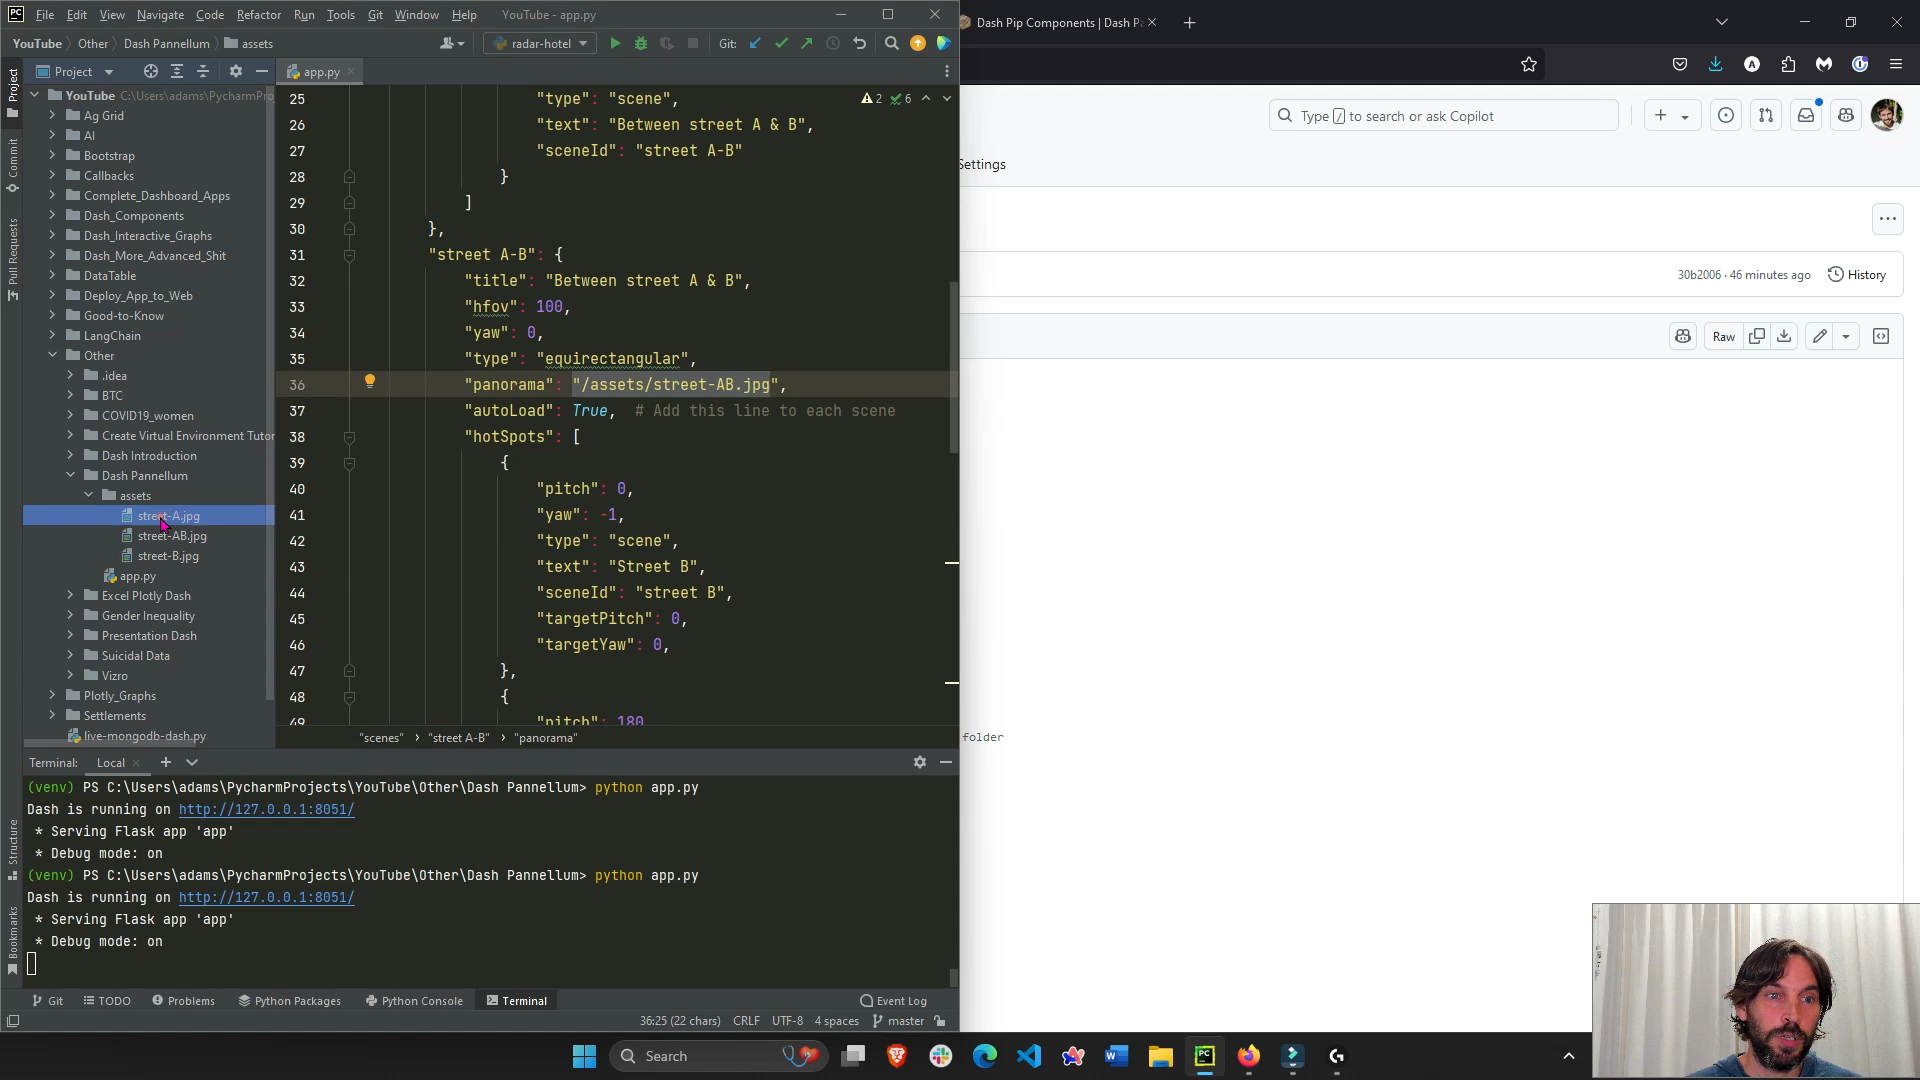 PC File Edit View Navigate Code Refactor Run Tools Git Window Help YouTube - app.py
YouTube Other Dash Pannellum assets
radar-hotel Git:
Project
app.py
YouTube C:\Users\adams\PycharmPro
Ag Grid
AI
Bootstrap
Callbacks
Complete_Dashboard_Apps
Dash_Components
Dash_Interactive_Graphs
Dash_More_Advanced_Shit
DataTable
Deploy_App_to_Web
Good-to-Know
LangChain
Other
.idea
BTC
COVID19_women
Create Virtual Environment Tutor
Dash Introduction
Dash Pannellum
assets
street-A.jpg
street-AB.jpg
street-B.jpg
app.py
Excel Plotly Dash
Gender Inequality
Presentation Dash
Suicidal Data
Vizro
Plotly_Graphs
Settlements
live-mongodb-dash.py
Project
Commit
Pull Requests
Structure
Bookmarks
2 6
25 "type": "scene",
26 "text": "Between street A & B",
27 "sceneId": "street A-B"
28 }
29 ]
30 },
31 "street A-B": {
32 "title": "Between street A & B",
33 "hfov": 100,
34 "yaw": 0,
35 "type": "equirectangular",
36 "panorama": "/assets/street-AB.jpg",
37 "autoLoad": True, # Add this line to each scene
38 "hotSpots": [
39 {
40 "pitch": 0,
41 "yaw": -1,
42 "type": "scene",
43 "text": "Street B",
44 "sceneId": "street B",
45 "targetPitch": 0,
46 "targetYaw": 0,
47 },
48 {
49 "pitch": 180
"scenes" › "street A-B" › "panorama"
Terminal: Local
(venv) PS C:\Users\adams\PycharmProjects\YouTube\Other\Dash Pannellum> python app.py
Dash is running on http://127.0.0.1:8051/
* Serving Flask app 'app'
* Debug mode: on
(venv) PS C:\Users\adams\PycharmProjects\YouTube\Other\Dash Pannellum> python app.py
Dash is running on http://127.0.0.1:8051/
* Serving Flask app 'app'
* Debug mode: on
Git TODO Problems Python Packages Python Console Terminal Event Log
36:25 (22 chars) CRLF UTF-8 4 spaces master
Dash Pip Components | Dash P
Type / to search or ask Copilot
Settings
30b2006 · 46 minutes ago History
Raw
folder
Search